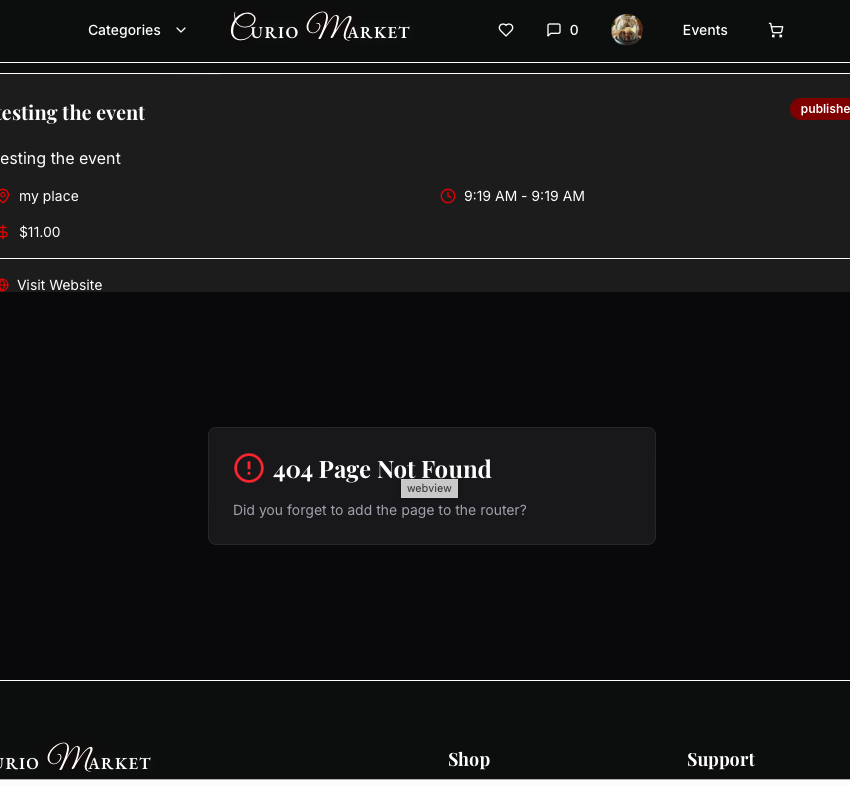 Categories
Curio Market
0
Events
testing the event
publishe
esting the event
my place
9:19 AM - 9:19 AM
$11.00
Visit Website
404 Page Not Found
webview
Did you forget to add the page to the router?
urio Market
Shop
Support